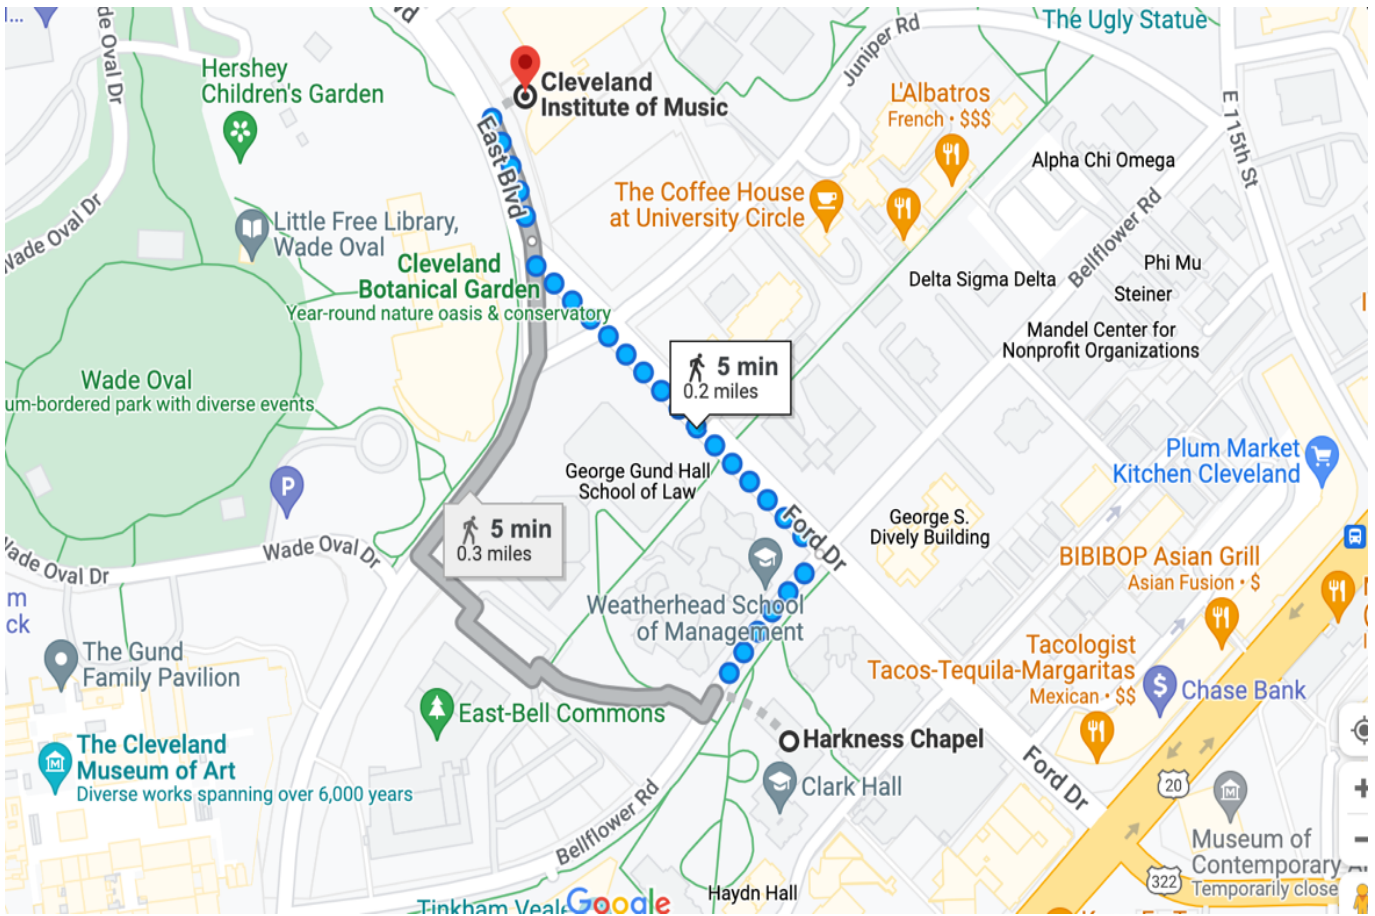 The Ugly Statue
Juniper Rd
Wade Oval Dr
Hershey
Children's Garden
Cleveland
Institute of Music
L'Albatros
French • $$$
E 115th St
East Blvd
Alpha Chi Omega
The Coffee House
at University Circle
Wade Oval Dr
Little Free Library,
Wade Oval
Bellflower Rd
Cleveland
Botanical Garden
Year-round nature oasis & conservatory
Delta Sigma Delta
Phi Mu
Steiner
Mandel Center for
Nonprofit Organizations
5 min
0.2 miles
Wade Oval
um-bordered park with diverse events
Plum Market
Kitchen Cleveland
George Gund Hall
School of Law
P
5 min
0.3 miles
Ford Dr
George S.
Dively Building
Wade Oval Dr
Wade Oval Dr
BIBIBOP Asian Grill
Asian Fusion • $
m
ck
Weatherhead School
of Management
The Gund
Family Pavilion
Tacologist
Tacos-Tequila-Margaritas
Mexican • $$
Chase Bank
East-Bell Commons
Harkness Chapel
The Cleveland
Museum of Art
Diverse works spanning over 6,000 years
Clark Hall
Ford Dr
20
Bellflower Rd
Museum of
Contemporary
Temporarily close
322
Haydn Hall
Google